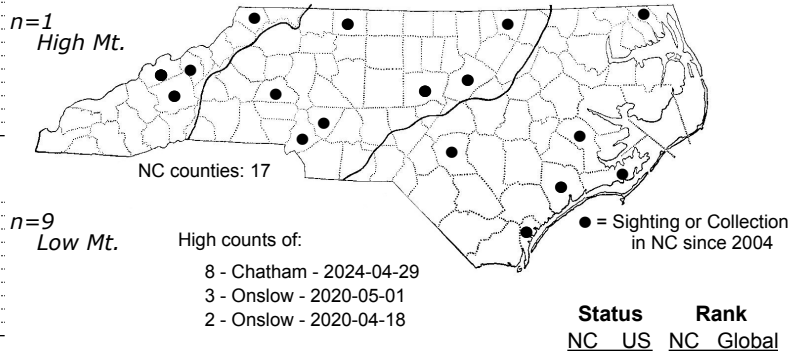 n=1
High Mt.
NC counties: 17
n=9
Low Mt.
● = Sighting or Collection
in NC since 2004
High counts of:
8 - Chatham - 2024-04-29
3 - Onslow - 2020-05-01
2 - Onslow - 2020-04-18
Status Rank
NC US NC Global